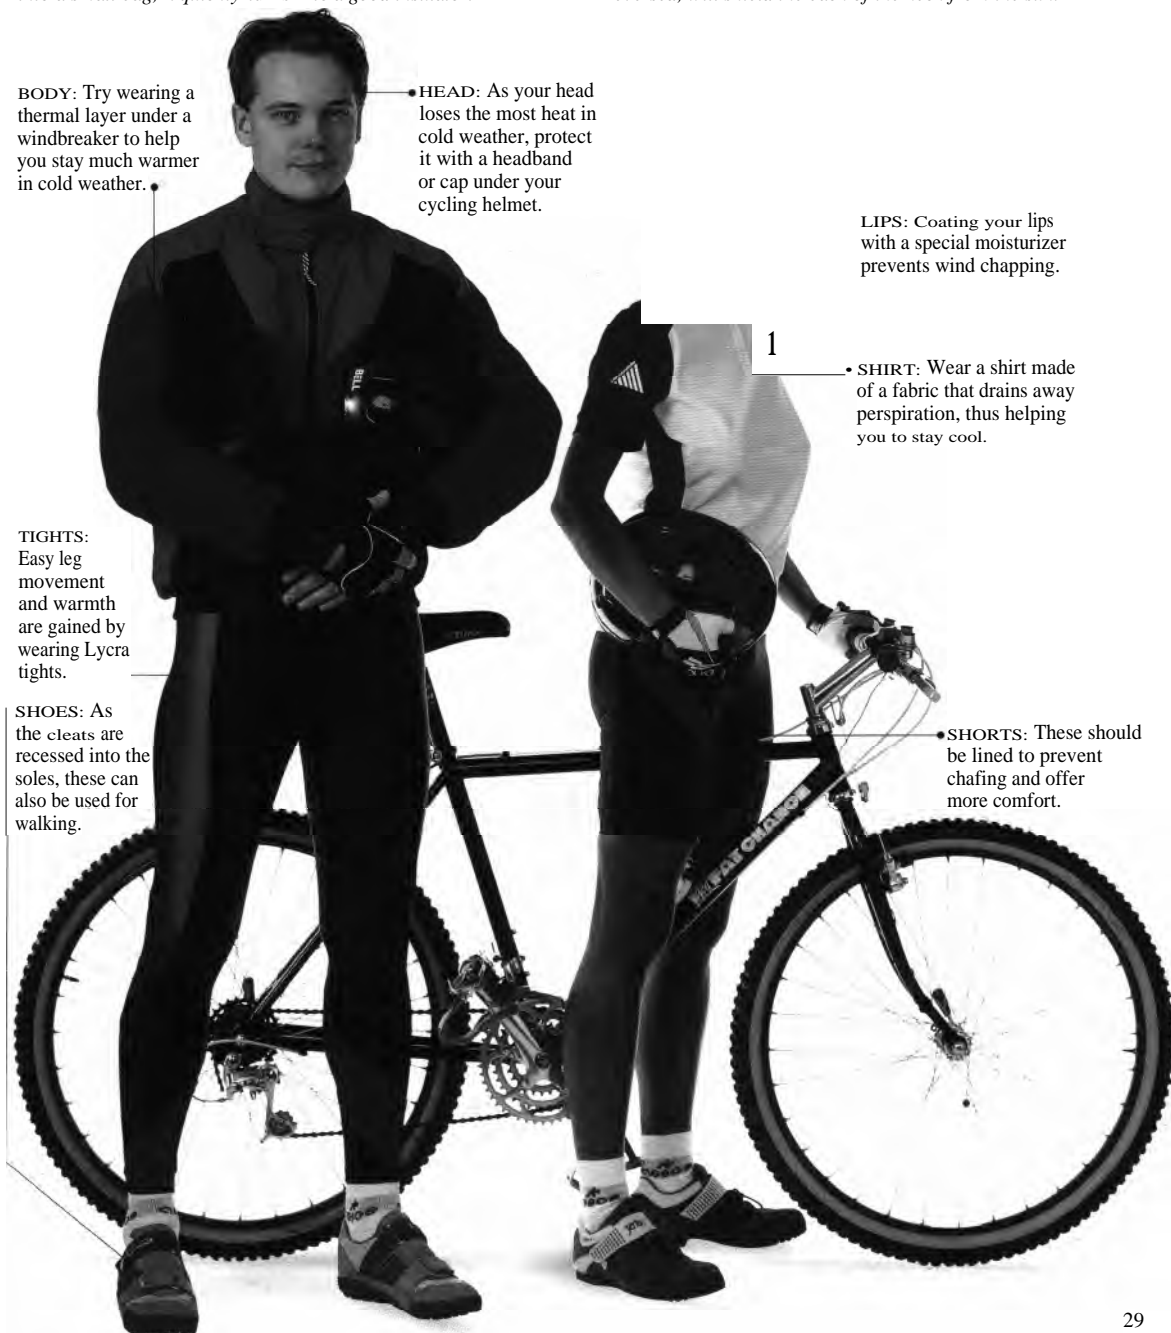 BODY: Try wearing a
thermal layer under a
windbreaker to help
you stay much warmer
in cold weather.
HEAD: As your head
loses the most heat in
cold weather, protect
it with a headband
or cap under your
cycling helmet.
LIPS: Coating your lips
with a special moisturizer
prevents wind chapping.
1
• SHIRT: Wear a shirt made
of a fabric that drains away
perspiration, thus helping
you to stay cool.
BELL
TIGHTS:
Easy leg
movement
and warmth
are gained by
wearing Lycra
tights.
SHOES: As
the cleats are
recessed into the
soles, these can
also be used for
walking.
SHORTS: These should
be lined to prevent
chafing and offer
more comfort.
FAT CHANCE
29